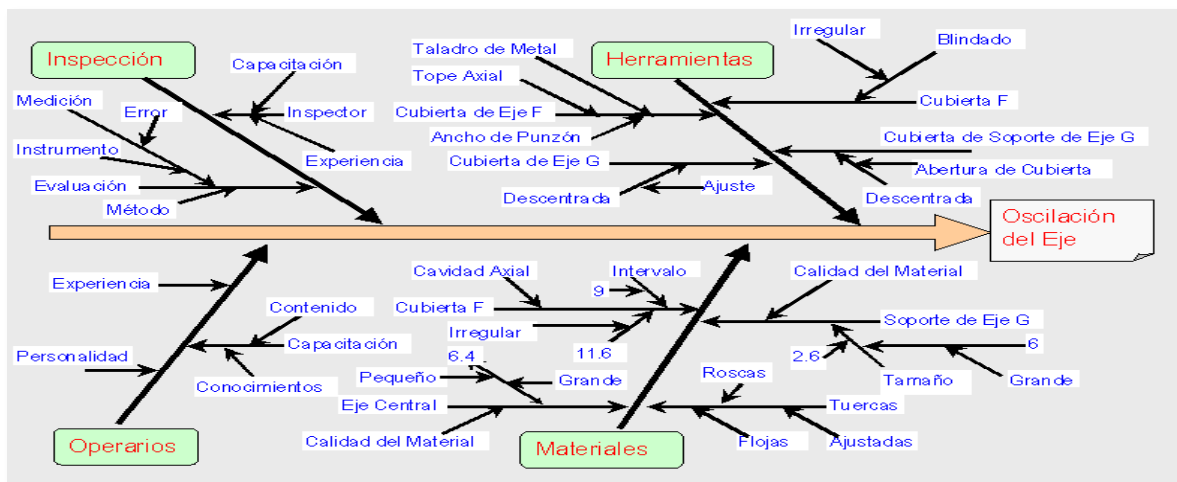 Inspección
Capacitación
Medición
Error
Inspector
Instrumento
Experiencia
Evaluación
Método
Taladro de Metal
Tope Axial
Cubierta de Eje F
Ancho de Punzón
Cubierta de Eje G
Descentrada
Ajuste
Herramientas
Irregular
Blindado
Cubierta F
Cubierta de Soporte de Eje G
Abertura de Cubierta
Descentrada
Oscilación
del Eje
Experiencia
Contenido
Capacitación
Personalidad
Conocimientos
Operarios
Cavidad Axial
Intervalo
9
Cubierta F
Irregular
11.6
6.4
Pequeño
Grande
Eje Central
Calidad del Material
Materiales
Calidad del Material
Soporte de Eje G
2.6
6
Tamaño
Grande
Roscas
Tuercas
Flojas
Ajustadas